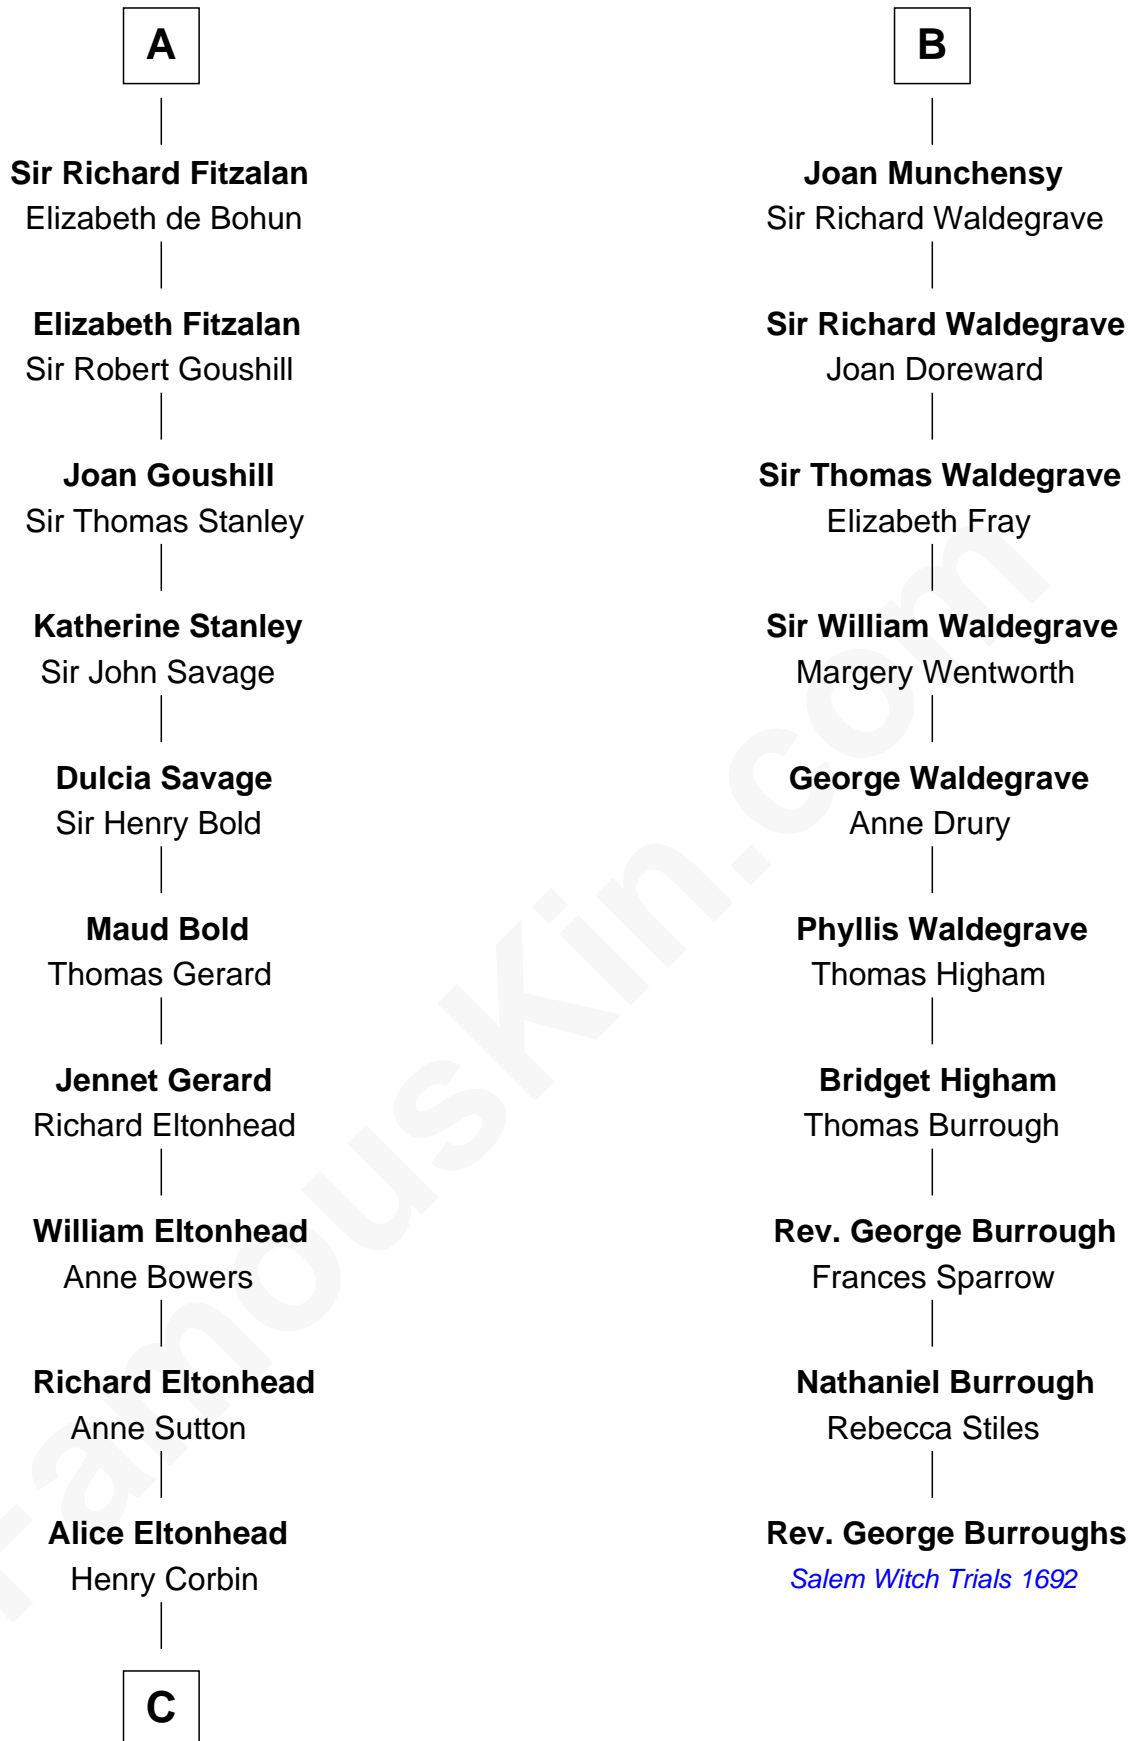 A
Sir Richard Fitzalan
Elizabeth de Bohun
Elizabeth Fitzalan
Sir Robert Goushill
Joan Goushill
Sir Thomas Stanley
Katherine Stanley
Sir John Savage
Dulcia Savage
Sir Henry Bold
Maud Bold
Thomas Gerard
Jennet Gerard
Richard Eltonhead
William Eltonhead
Anne Bowers
Richard Eltonhead
Anne Sutton
Alice Eltonhead
Henry Corbin
C
B
Joan Munchensy
Sir Richard Waldegrave
Sir Richard Waldegrave
Joan Doreward
Sir Thomas Waldegrave
Elizabeth Fray
Sir William Waldegrave
Margery Wentworth
George Waldegrave
Anne Drury
Phyllis Waldegrave
Thomas Higham
Bridget Higham
Thomas Burrough
Rev. George Burrough
Frances Sparrow
Nathaniel Burrough
Rebecca Stiles
Rev. George Burroughs
Salem Witch Trials 1692
FamousKin.com